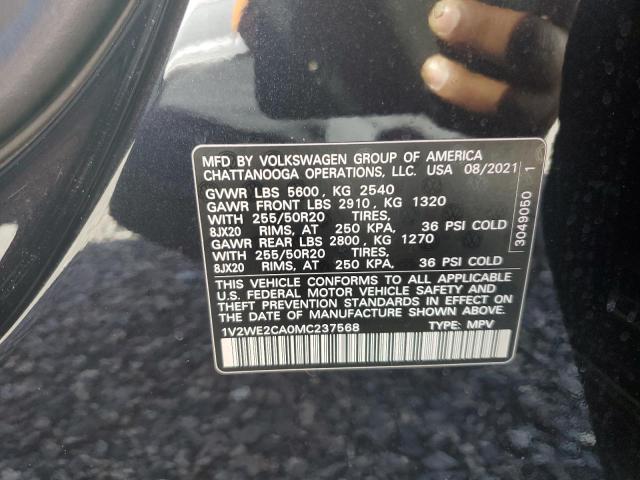 MFD BY VOLKSWAGEN GROUP OF AMERICA
CHATTANOOGA OPERATIONS, LLC. USA 08/2021
GVWR LBS 5600, KG 2540
GAWR FRONT LBS 2910, KG 1320
WITH 255/50R20 TIRES,
8JX20 RIMS, AT 250 KPA, 36 PSI COLD
GAWR REAR LBS 2800, KG 1270
WITH 255/50R20 TIRES,
8JX20 RIMS, AT 250 KPA, 36 PSI COLD
THIS VEHICLE CONFORMS TO ALL APPLICABLE
U.S. FEDERAL MOTOR VEHICLE SAFETY AND
THEFT PREVENTION STANDARDS IN EFFECT ON
THE DATE OF MANUFACTURE SHOWN ABOVE.
1V2WE2CA0MC237568 TYPE: MPV
3049050 1